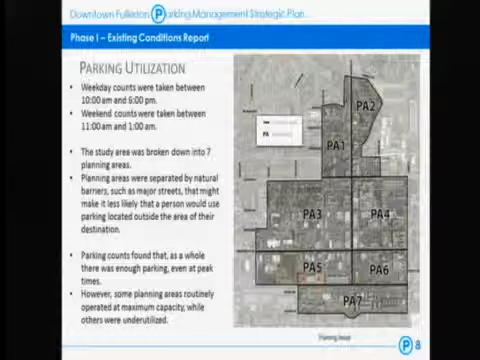 Downtown Fullerton Parking Management Strategic Plan...
Phase I – Existing Conditions Report
PARKING UTILIZATION
• Weekday counts were taken between
10:00 am and 6:00 pm.
• Weekend counts were taken between
11:00 am and 1:00 am.
• The study area was broken down into 7
planning areas.
• Planning areas were separated by natural
barriers, such as major streets, that might
make it less likely that a person would use
parking located outside the area of their
destination.
• Parking counts found that, as a whole
there was enough parking, even at peak
times.
• However, some planning areas routinely
operated at maximum capacity, while
others were underutilized.
PA2
PA1
PA3
PA4
PA5
PA6
PA7
P 8